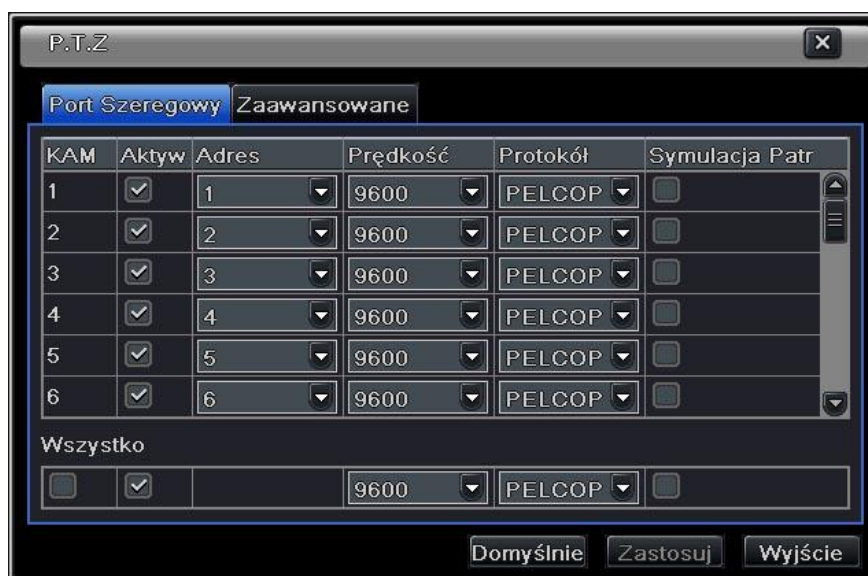 P.T.Z
Port Szeregowy Zaawansowane
KAM Aktyw Adres Prędkość Protokół Symulacja Patr
1 1 9600 PELCOP
2 2 9600 PELCOP
3 3 9600 PELCOP
4 4 9600 PELCOP
5 5 9600 PELCOP
6 6 9600 PELCOP
Wszystko
9600 PELCOP
Domyślnie Zastosuj Wyjście